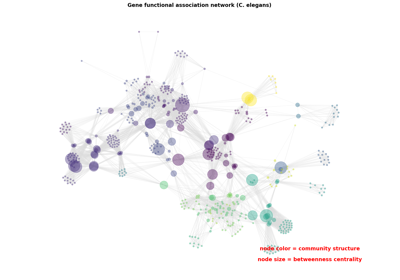 Gene functional association network (C. elegans)
node color = community structure
node size = betweenness centrality